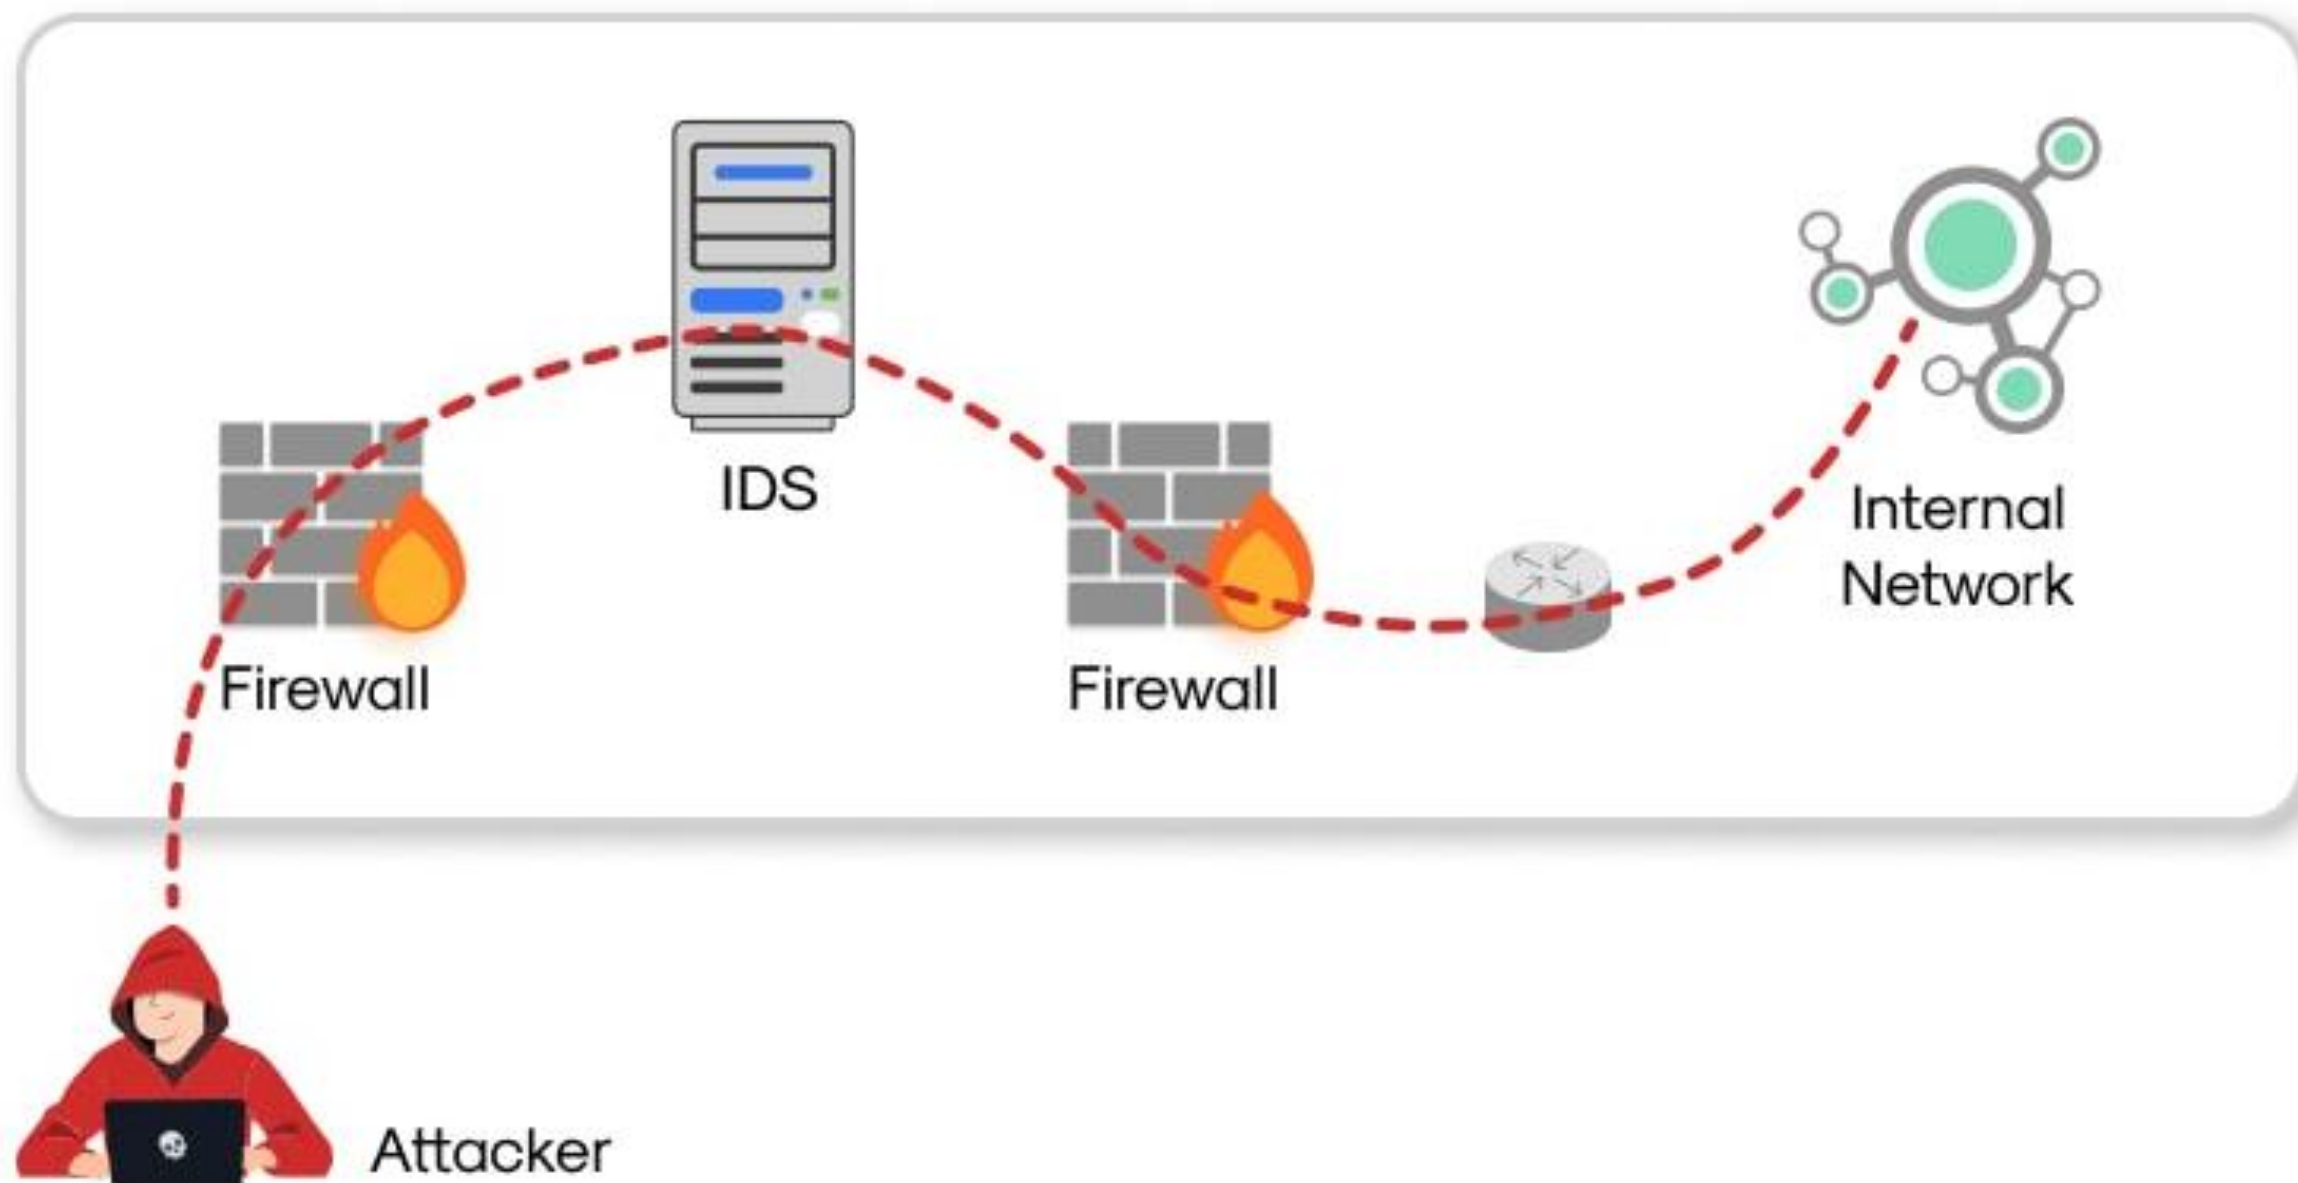 IDS
Firewall
Firewall
Internal
Network
Attacker